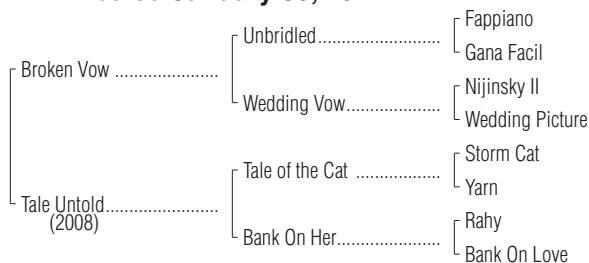 Fappiano
Unbridled
Gana Facil
Broken Vow
Nijinsky II
Wedding Vow
Wedding Picture
Storm Cat
Tale of the Cat
Yarn
Tale Untold
(2008)
Rahy
Bank On Her
Bank On Love